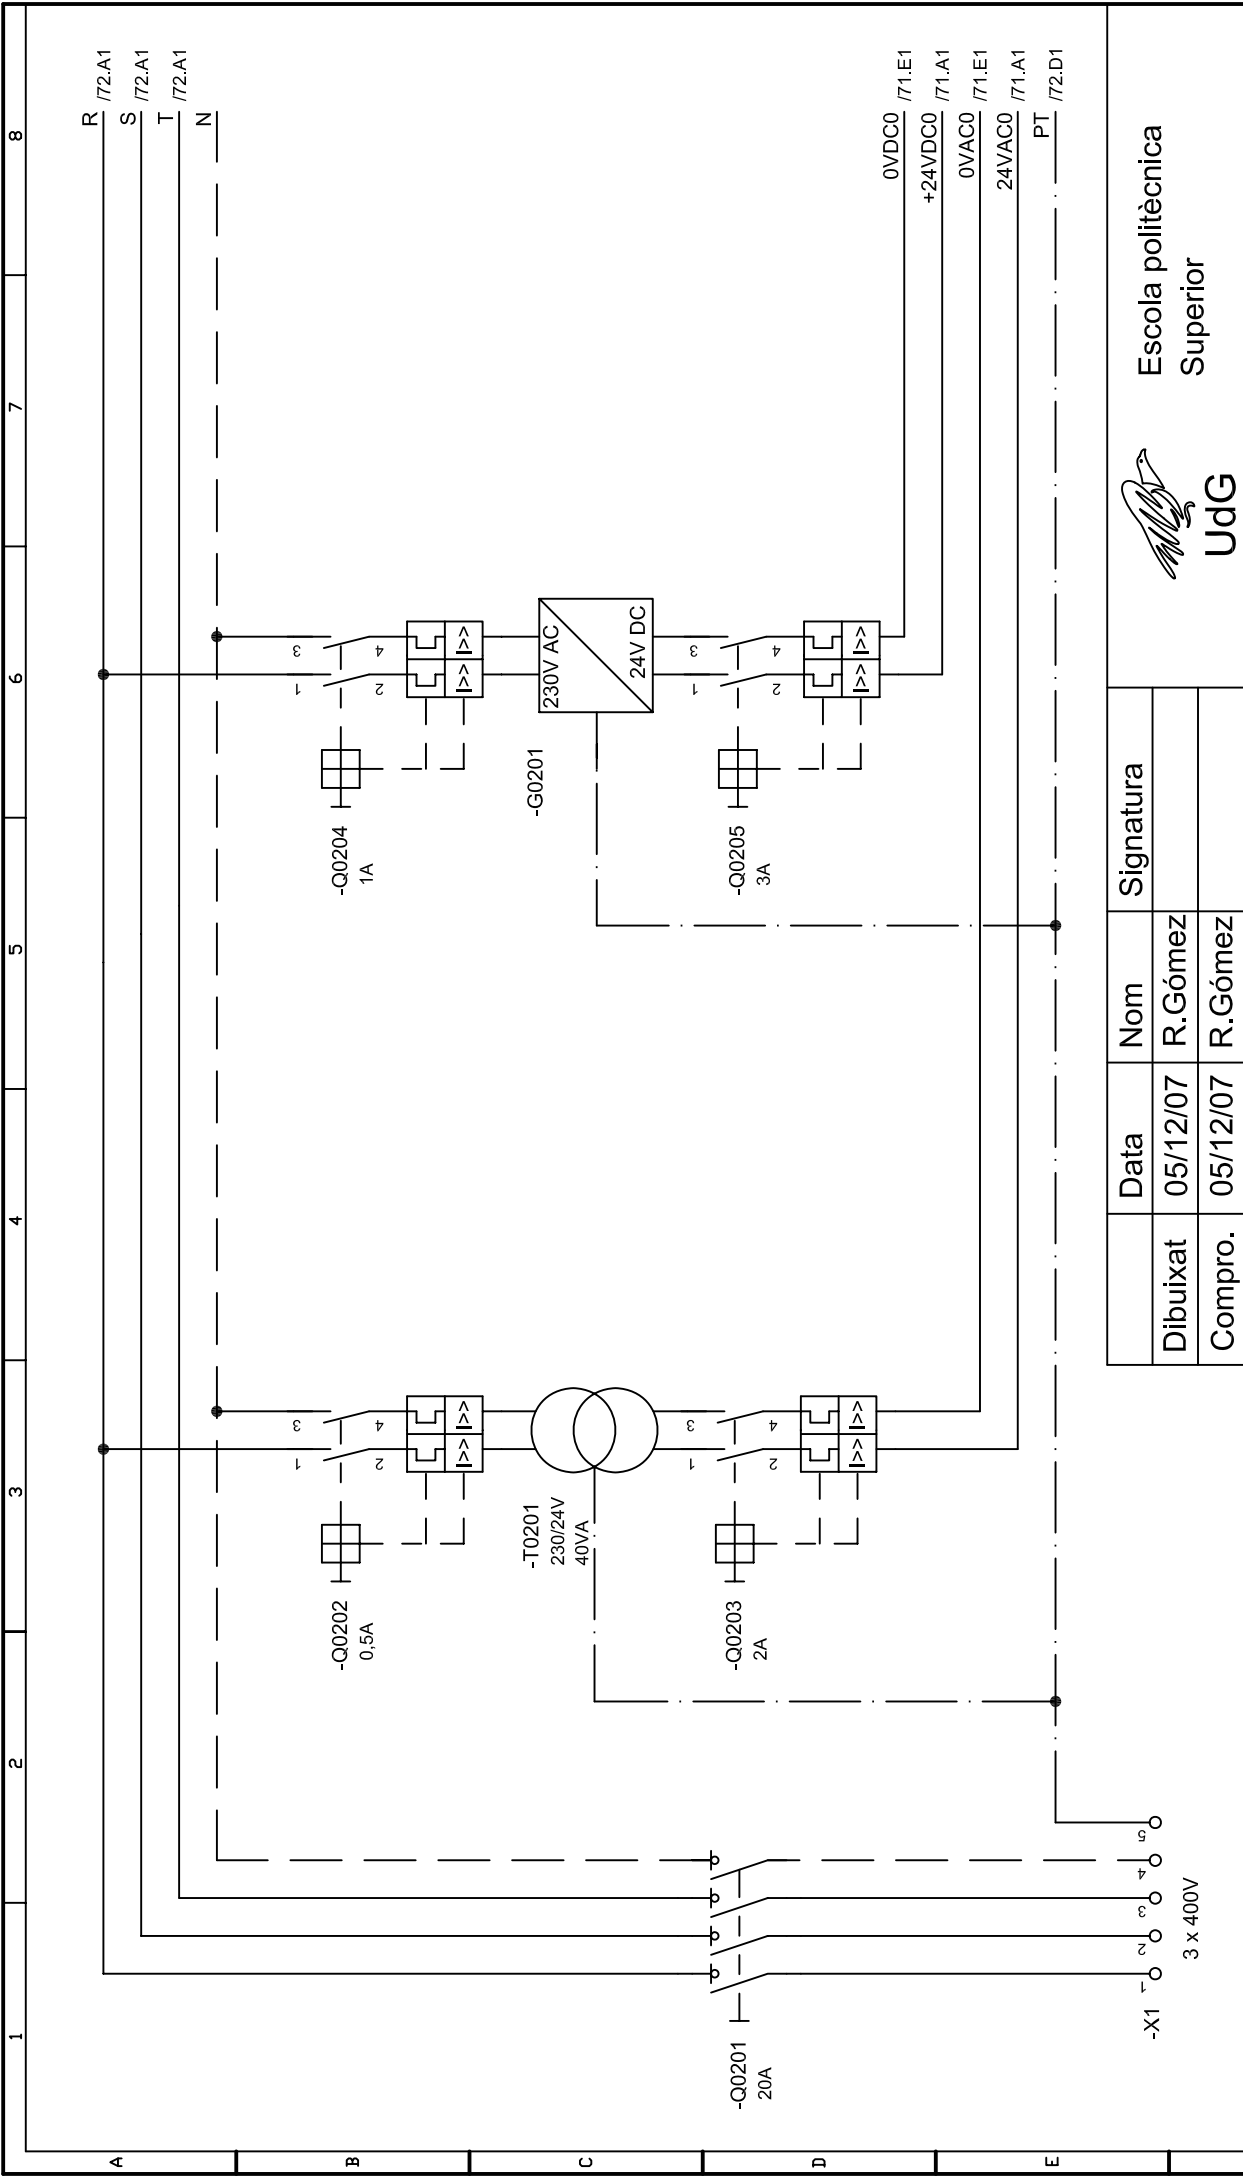 1 2 3 4 5 6 7 8
A
B
C
D
E
R /72.A1
S /72.A1
T /72.A1
N
-Q0202
0,5A
1 3
2 4
-Q0204
1A
1 3
2 4
-T0201
230/24V
40VA
-G0201
230V AC
24V DC
-Q0201
20A
-Q0203
2A
1 3
2 4
-Q0205
3A
1 3
2 4
I>> I>>
I>> I>>
I>> I>>
I>> I>>
0VDC0 /71.E1
+24VDC0 /71.A1
0VAC0 /71.E1
24VAC0 /71.A1
PT /72.D1
-X1
1 2 3 4 5
3 x 400V
Data Nom Signatura
Dibuixat 05/12/07 R.Gómez
Compro. 05/12/07 R.Gómez
UdG
Escola politècnica
Superior